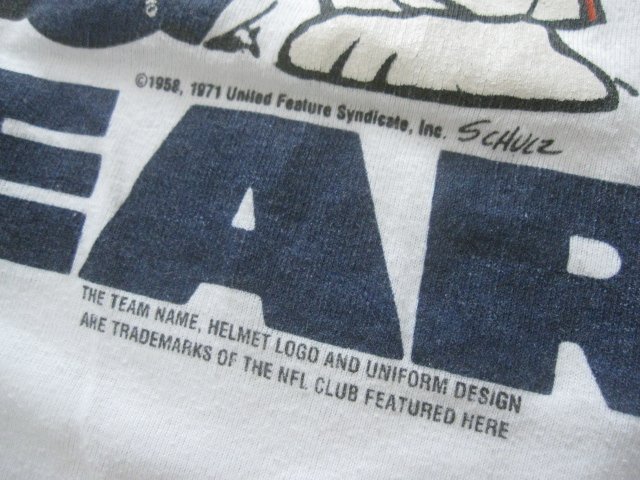 ©1958, 1971 United Feature Syndicate, Inc. SCHULZ
EAR
THE TEAM NAME, HELMET LOGO AND UNIFORM DESIGN
ARE TRADEMARKS OF THE NFL CLUB FEATURED HERE